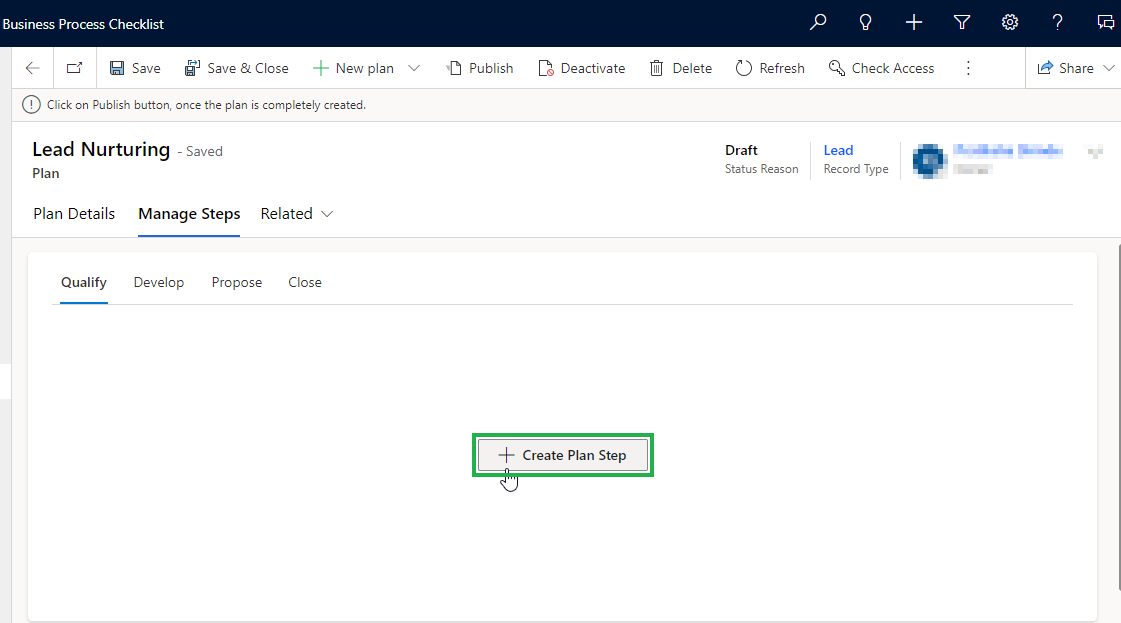 Business Process Checklist
Save Save & Close New plan Publish Deactivate Delete Refresh Check Access Share
Click on Publish button, once the plan is completely created.
Lead Nurturing - Saved
Plan
Draft
Status Reason
Lead
Record Type
Plan Details Manage Steps Related
Qualify Develop Propose Close
Create Plan Step